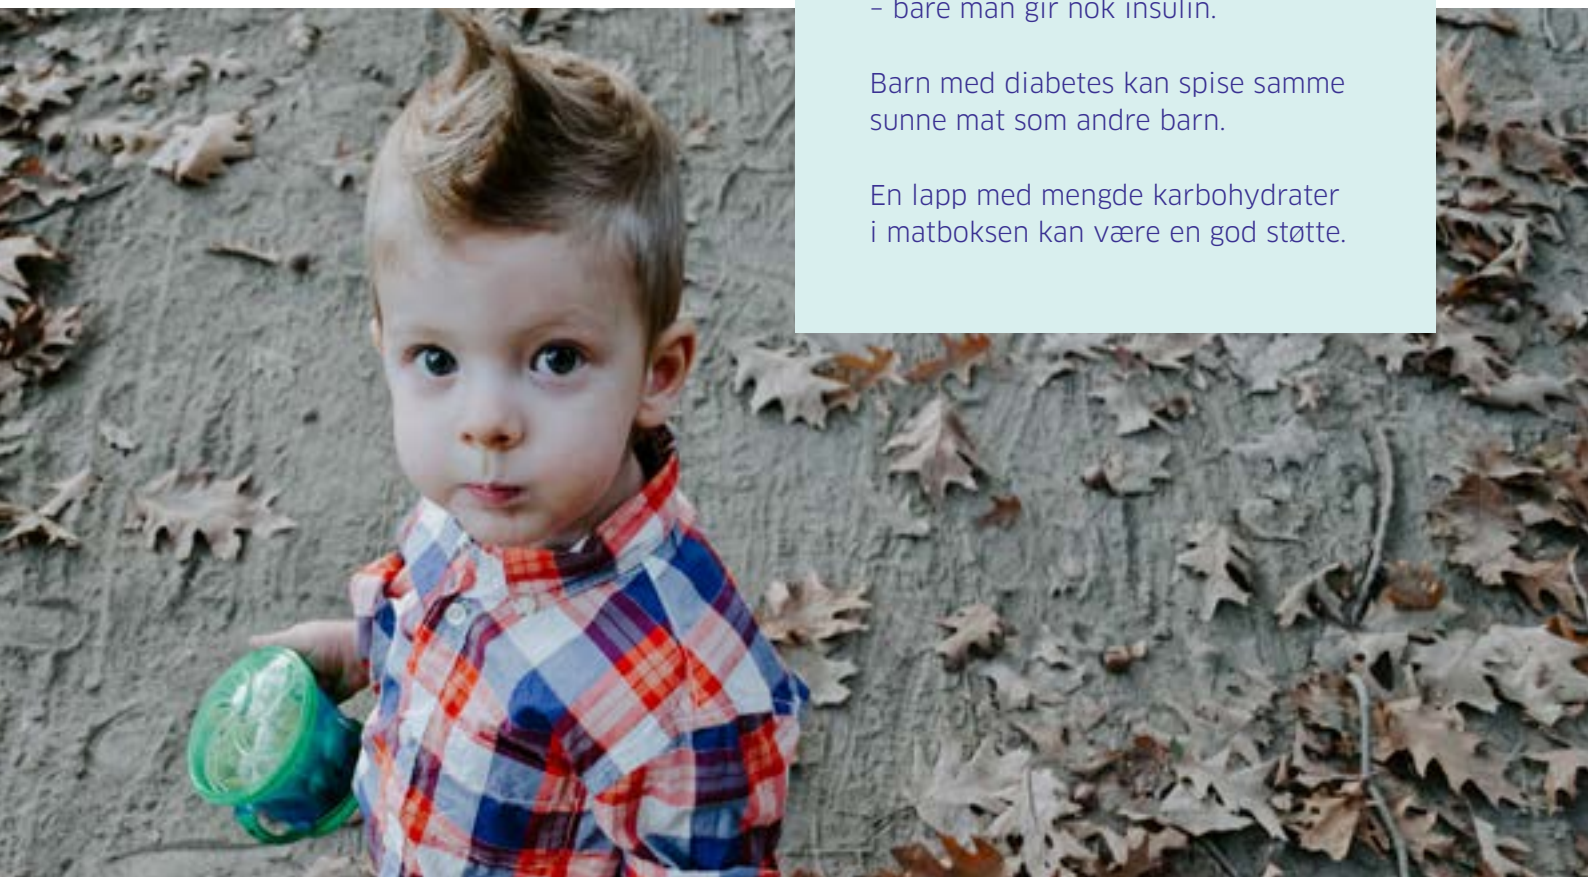 – bare man gir nok insulin.
Barn med diabetes kan spise samme
sunne mat som andre barn.
En lapp med mengde karbohydrater
i matboksen kan være en god støtte.